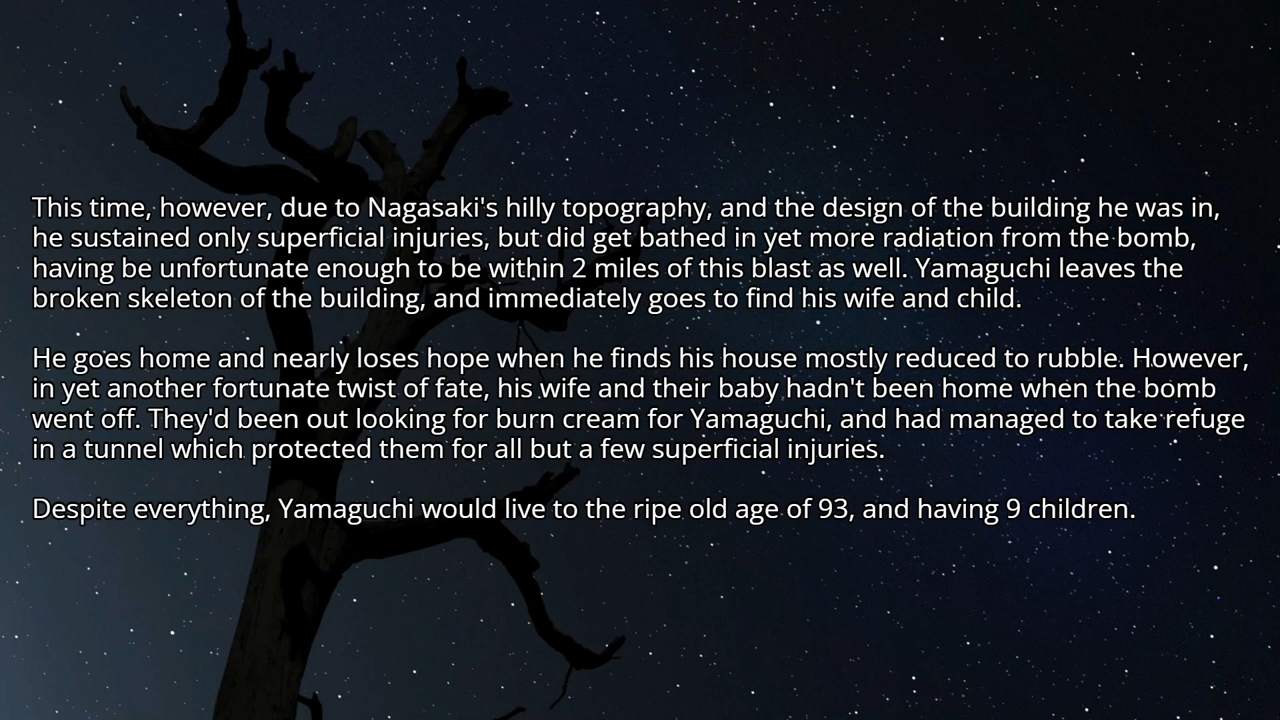 This time, however, due to Nagasaki's hilly topography, and the design of the building he was in,
he sustained only superficial injuries, but did get bathed in yet more radiation from the bomb,
having be unfortunate enough to be within 2 miles of this blast as well. Yamaguchi leaves the
broken skeleton of the building, and immediately goes to find his wife and child.
He goes home and nearly loses hope when he finds his house mostly reduced to rubble. However,
in yet another fortunate twist of fate, his wife and their baby hadn't been home when the bomb
went off. They'd been out looking for burn cream for Yamaguchi, and had managed to take refuge
in a tunnel which protected them for all but a few superficial injuries.
Despite everything, Yamaguchi would live to the ripe old age of 93, and having 9 children.